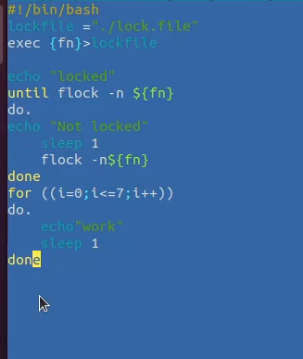 #!/bin/bash
lockfile ="./lock.file"
exec {fn}>lockfile
echo "locked"
until flock -n ${fn}
do.
echo "Not locked"
sleep 1
flock -n${fn}
done
for ((i=0;i<=7;i++))
do.
echo"work"
sleep 1
done